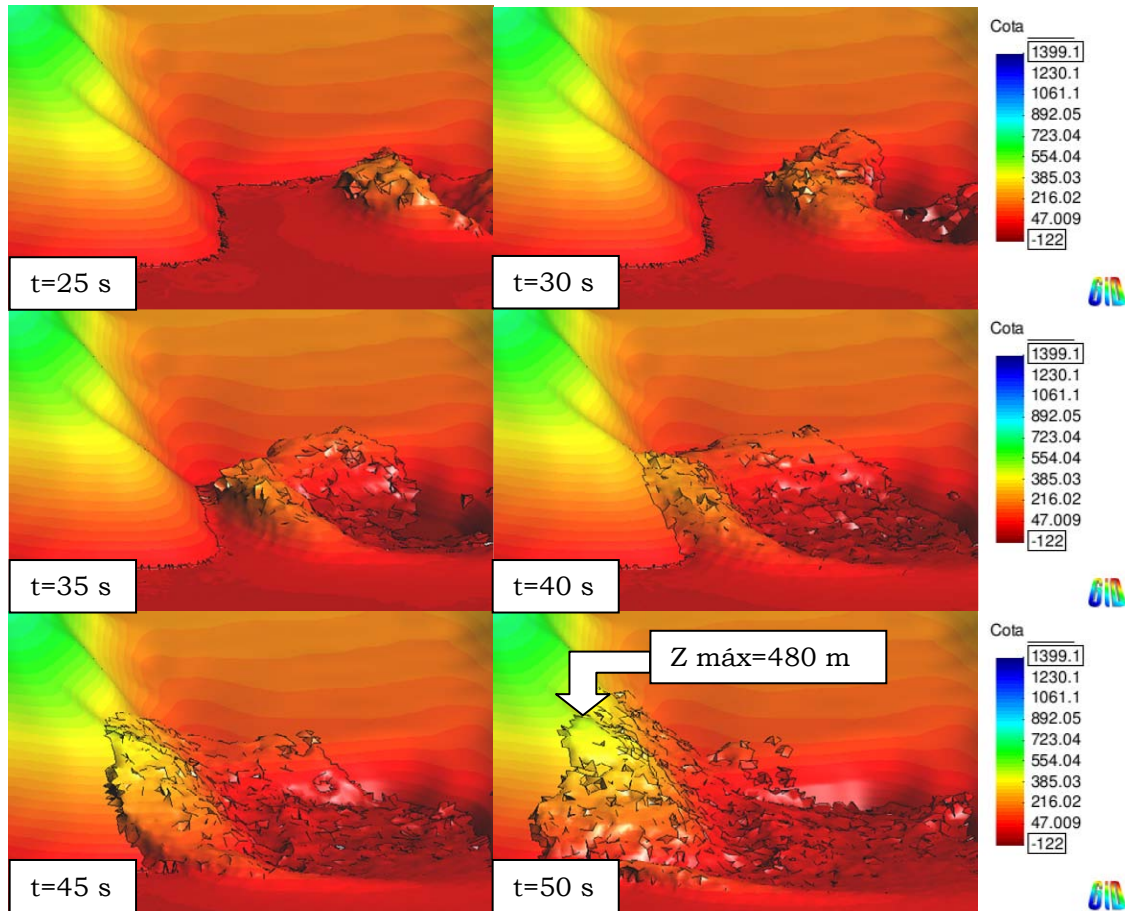 t=25 s
t=30 s
Cota
1399.1
1230.1
1061.1
892.05
723.04
554.04
385.03
216.02
47.009
-122
GiD
t=35 s
t=40 s
Cota
1399.1
1230.1
1061.1
892.05
723.04
554.04
385.03
216.02
47.009
-122
GiD
Z máx=480 m
t=45 s
t=50 s
Cota
1399.1
1230.1
1061.1
892.05
723.04
554.04
385.03
216.02
47.009
-122
GiD